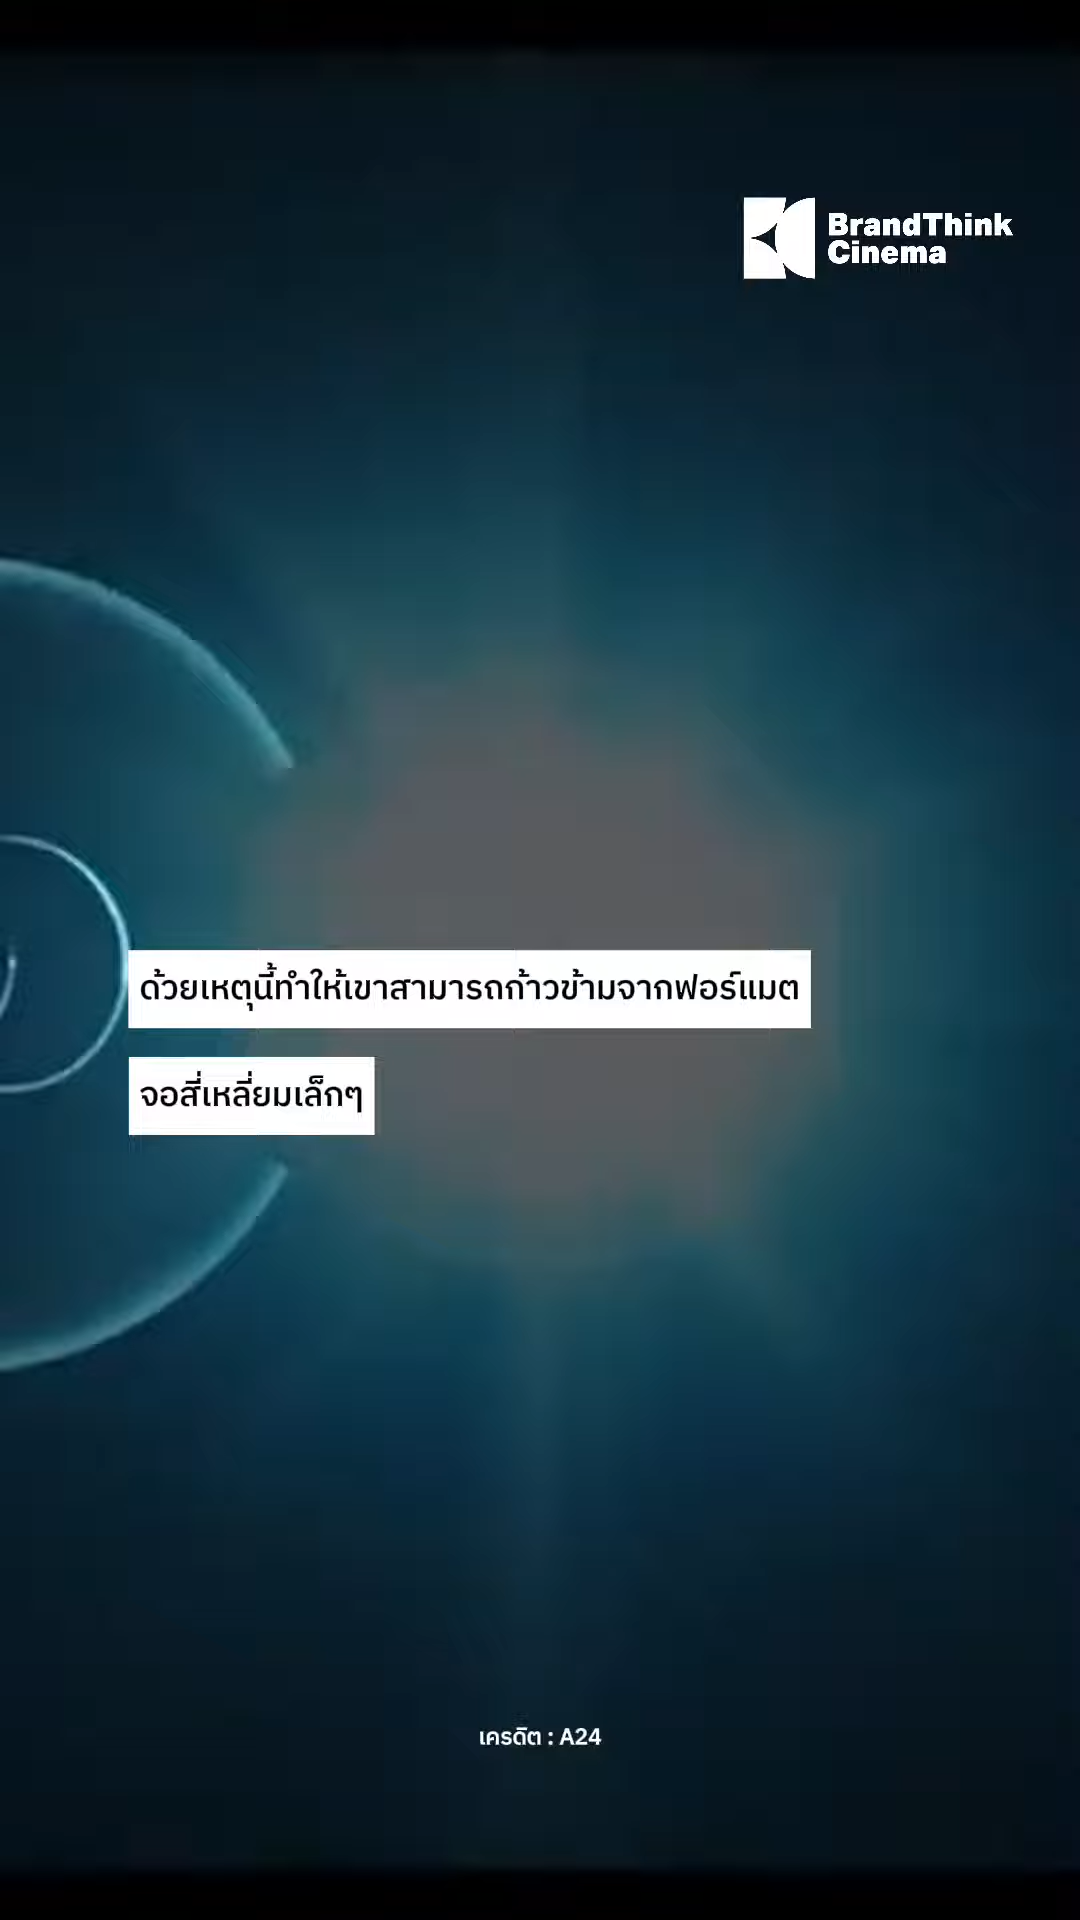 BrandThink
Cinema
ด้วยเหตุนี้ทำให้เขาสามารถก้าวข้ามจากฟอร์แมต
จอสี่เหลี่ยมเล็กๆ
เครดิต : A24